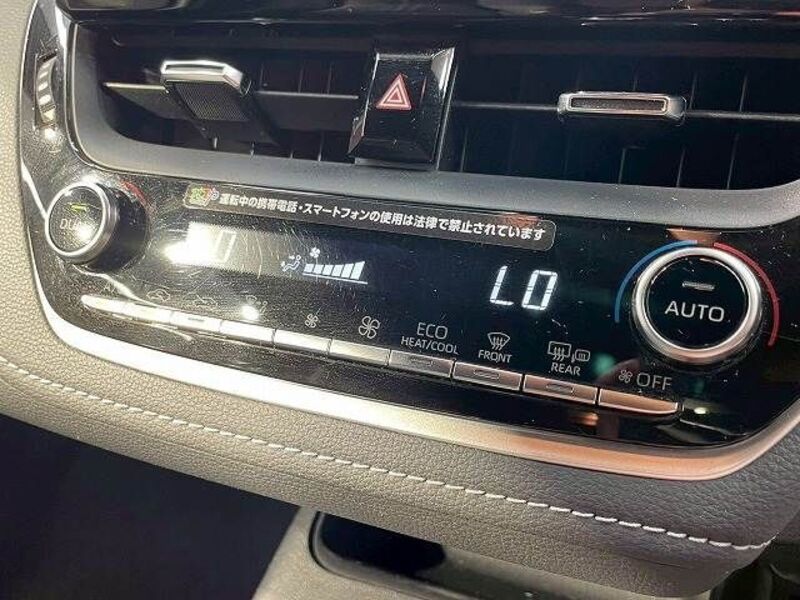 運転中の携帯電話・スマートフォンの使用は法律で禁止されています
LO
AUTO
ECO
HEAT/COOL
FRONT
REAR
OFF